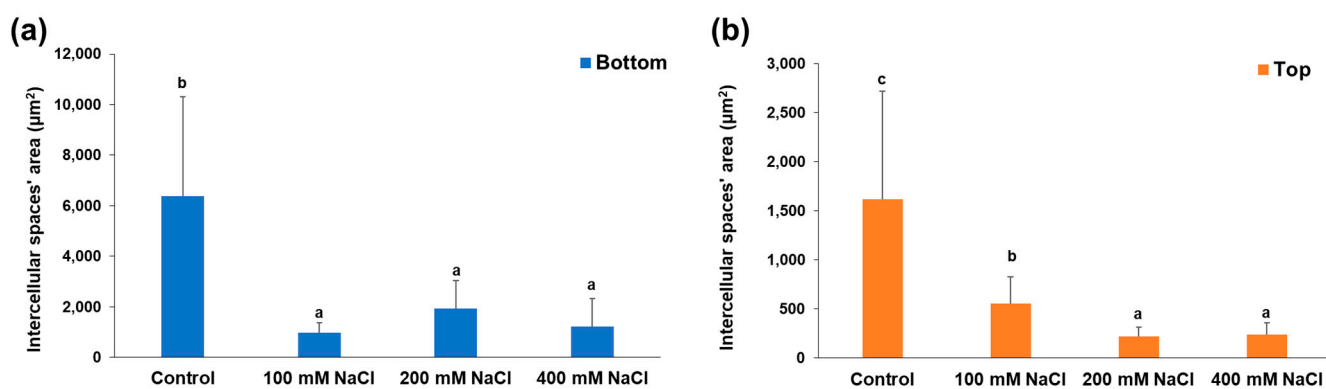 (a)
Intercellular spaces' area (µm²)
12,000
10,000
8,000
6,000
4,000
2,000
0
b
a
a
a
Bottom
Control
100 mM NaCl
200 mM NaCl
400 mM NaCl
(b)
Intercellular spaces' area (µm²)
3,000
2,500
2,000
1,500
1,000
500
0
c
b
a
a
Top
Control
100 mM NaCl
200 mM NaCl
400 mM NaCl